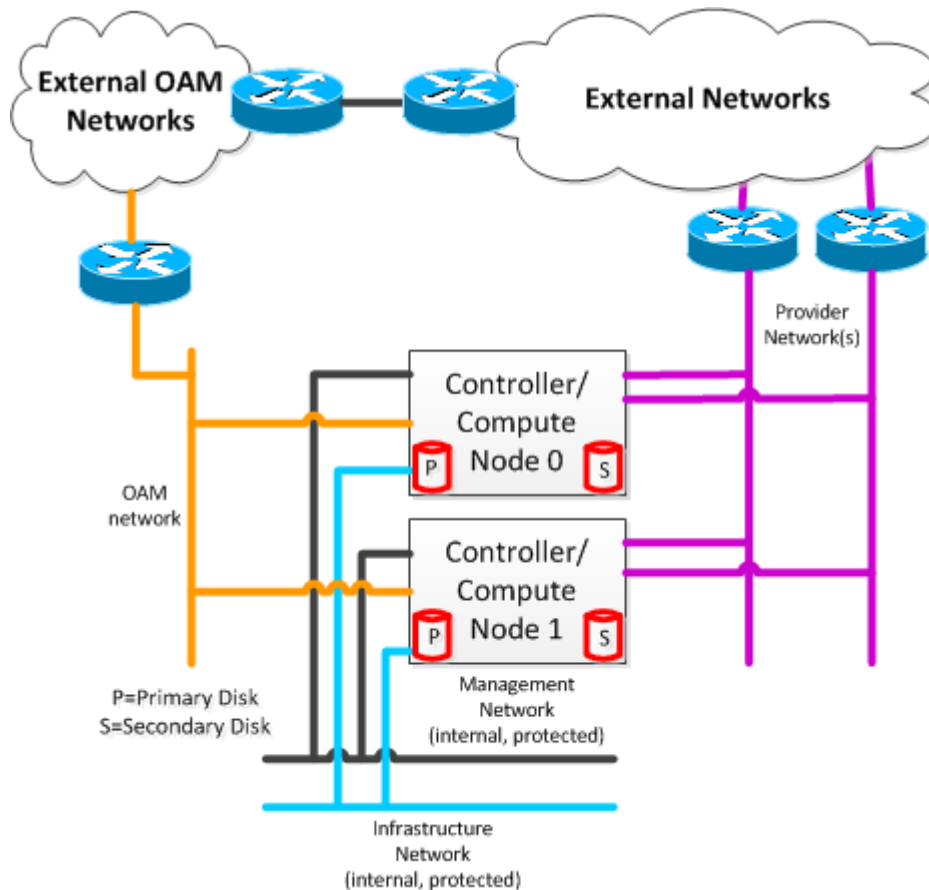 External OAM
Networks
External Networks
Provider
Network(s)
Controller/
Compute
Node 0
P
S
OAM
network
Controller/
Compute
Node 1
P
S
P=Primary Disk
S=Secondary Disk
Management
Network
(internal, protected)
Infrastructure
Network
(internal, protected)